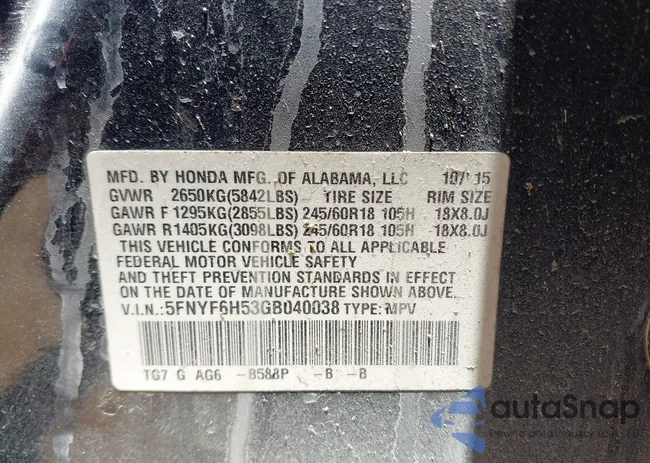 MFD. BY HONDA MFG. OF ALABAMA, LLC 10/15
GVWR 2650KG(5842LBS) TIRE SIZE RIM SIZE
GAWR F 1295KG(2855LBS) 245/60R18 105H 18X8.0J
GAWR R 1405KG(3098LBS) 245/60R18 105H 18X8.0J
THIS VEHICLE CONFORMS TO ALL APPLICABLE
FEDERAL MOTOR VEHICLE SAFETY
AND THEFT PREVENTION STANDARDS IN EFFECT
ON THE DATE OF MANUFACTURE SHOWN ABOVE.
V.I.N.: 5FNYF6H53GB040038 TYPE: MPV
TG7 G AG6 -B588P -B -B
autaSnap